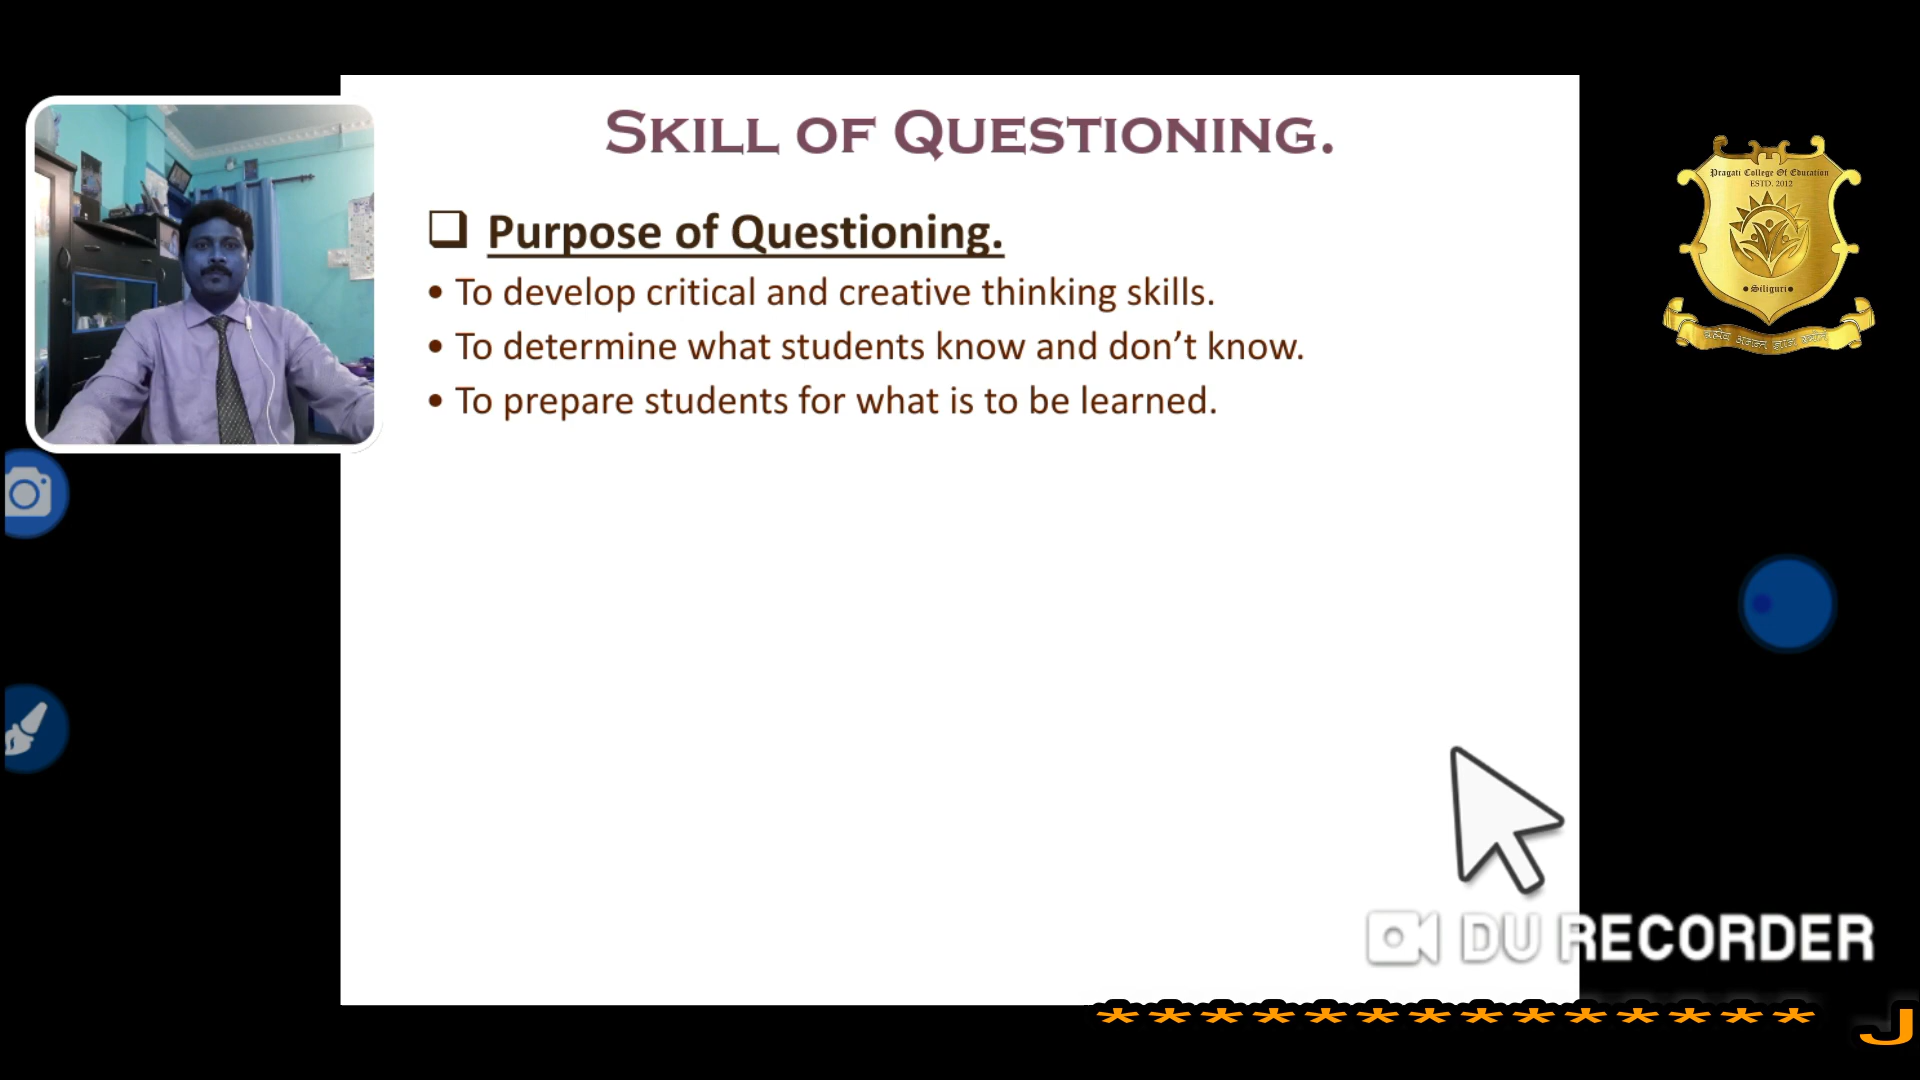 SKILL OF QUESTIONING.
Purpose of Questioning.
• To develop critical and creative thinking skills.
• To determine what students know and don’t know.
• To prepare students for what is to be learned.
Pragati College Of Education
ESTD. 2012
• Siliguri •
DU RECORDER
************** J